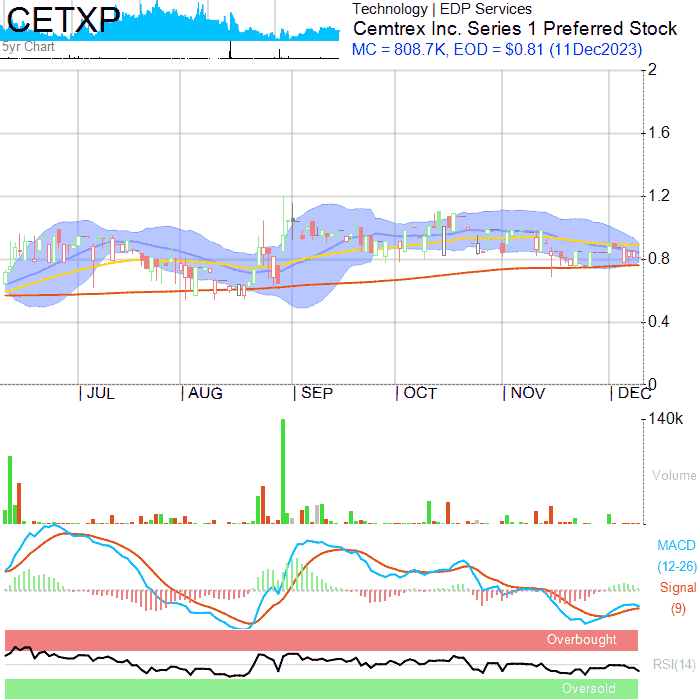 CETXP
Technology | EDP Services
Cemtrex Inc. Series 1 Preferred Stock
MC = 808.7K, EOD = $0.81 (11Dec2023)
5yr Chart
2
1.6
1.2
0.8
0.4
0
JUL AUG SEP OCT NOV DEC
140k
Volume
MACD
(12-26)
Signal
(9)
Overbought
RSI(14)
Oversold